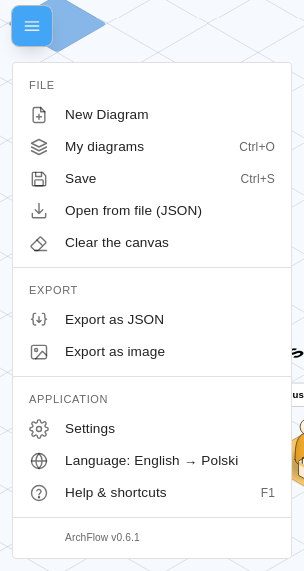 FILE
New Diagram
My diagrams Ctrl+O
Save Ctrl+S
Open from file (JSON)
Clear the canvas
EXPORT
Export as JSON
Export as image
APPLICATION
Settings
Language: English → Polski
Help & shortcuts F1
ArchFlow v0.6.1